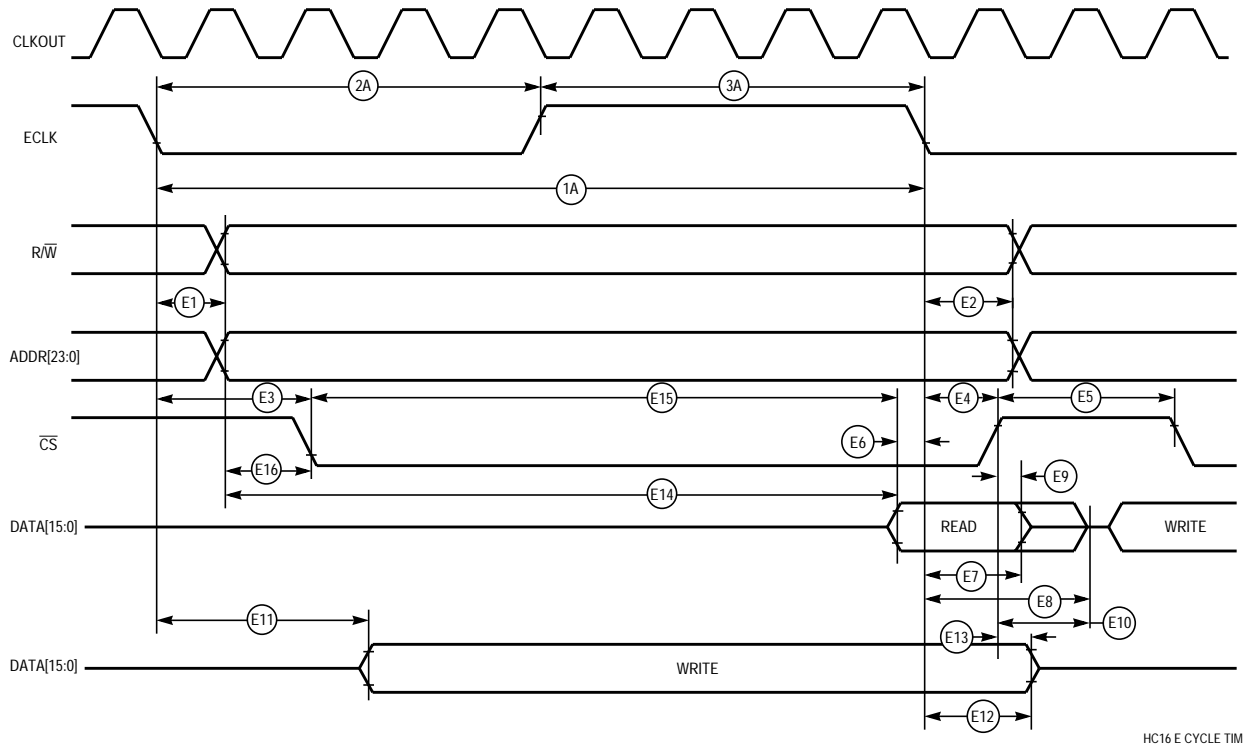 CLKOUT
2A
3A
ECLK
1A
R/W̅
E1
E2
ADDR[23:0]
E3
E15
E4
E5
C̅S̅
E6
E16
E9
E14
DATA[15:0]
READ
WRITE
E7
E8
E11
E10
E13
DATA[15:0]
WRITE
E12
HC16 E CYCLE TIM